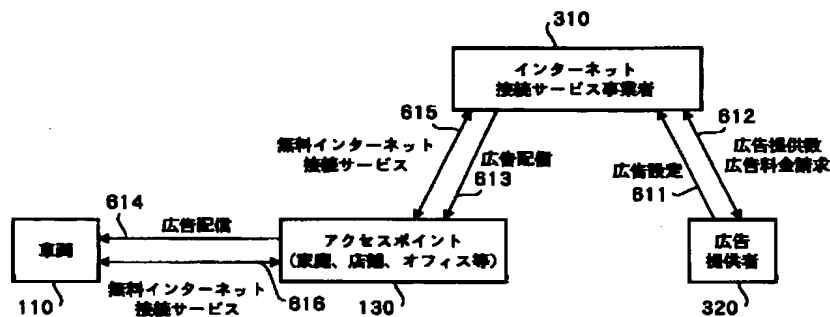 310
インターネット
接続サービス事業者
615
612
無料インターネット
接続サービス
広告配信
613
広告設定
611
広告提供数
広告料金請求
614
広告配信
車両
アクセスポイント
(家庭、店舗、オフィス等)
広告
提供者
無料インターネット
接続サービス
616
110
130
320